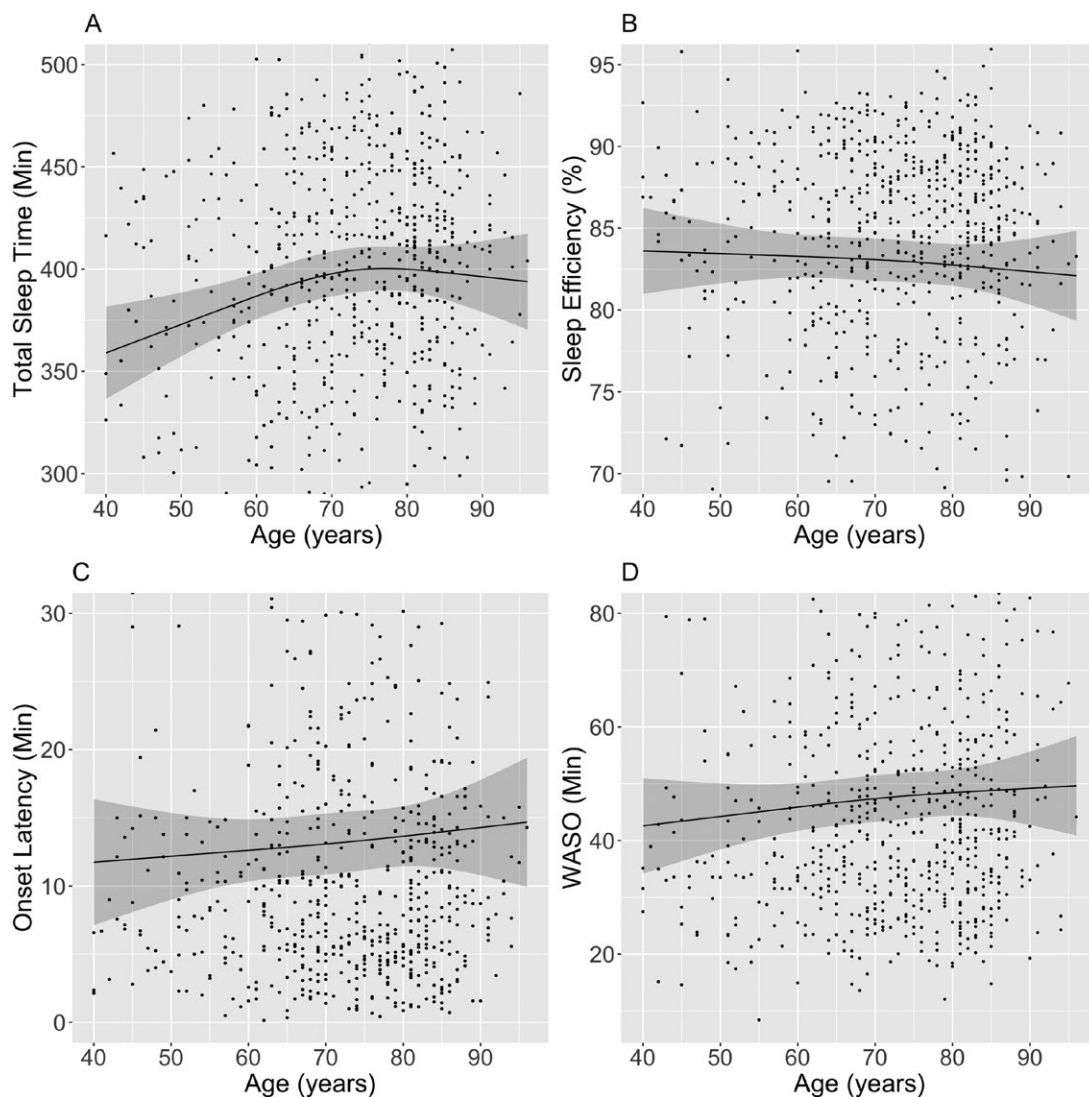 A
Total Sleep Time (Min)
500
450
400
350
300
40 50 60 70 80 90
Age (years)
B
Sleep Efficiency (%)
95
90
85
80
75
70
40 50 60 70 80 90
Age (years)
C
Onset Latency (Min)
30
20
10
0
40 50 60 70 80 90
Age (years)
D
WASO (Min)
80
60
40
20
40 50 60 70 80 90
Age (years)